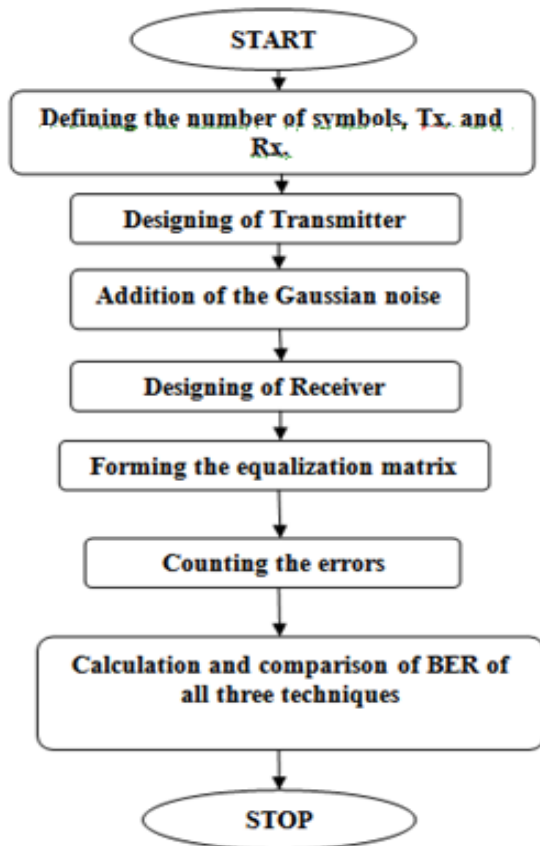 START
Defining the number of symbols, Tx. and
Rx.
Designing of Transmitter
Addition of the Gaussian noise
Designing of Receiver
Forming the equalization matrix
Counting the errors
Calculation and comparison of BER of
all three techniques
STOP